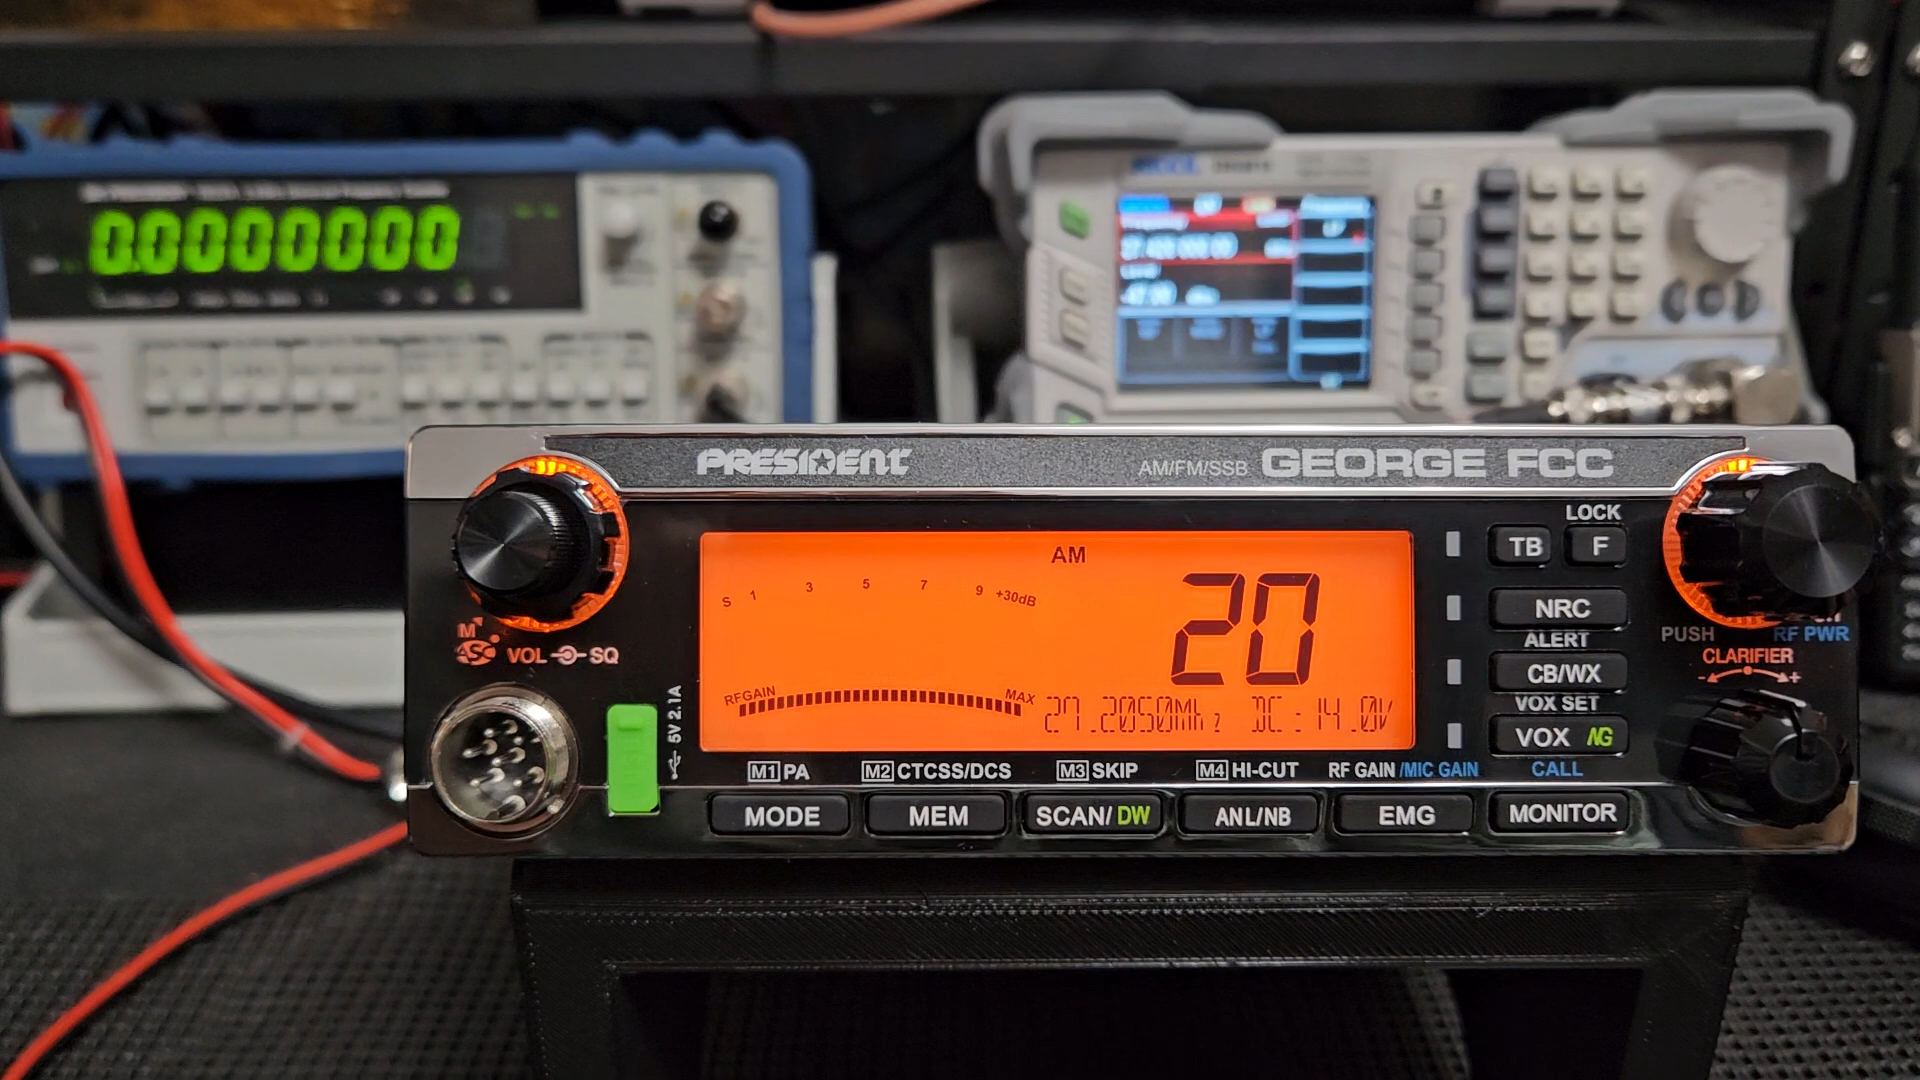 0.0000000
PRESIDENT
AM/FM/SSB GEORGE FCC
LOCK
TB F
AM
S 1 3 5 7 9 +30dB
20
NRC
ALERT
PUSH RF PWR
M
ASC VOL SQ
CLARIFIER
- +
CB/WX
RFGAIN MAX
27.2050MHz DC:14.0V
5V 2.1A
VOX SET
VOX NG
CALL
M1 PA M2 CTCSS/DCS M3 SKIP M4 HI-CUT RF GAIN /MIC GAIN
MODE MEM SCAN/ DW ANL/NB EMG MONITOR